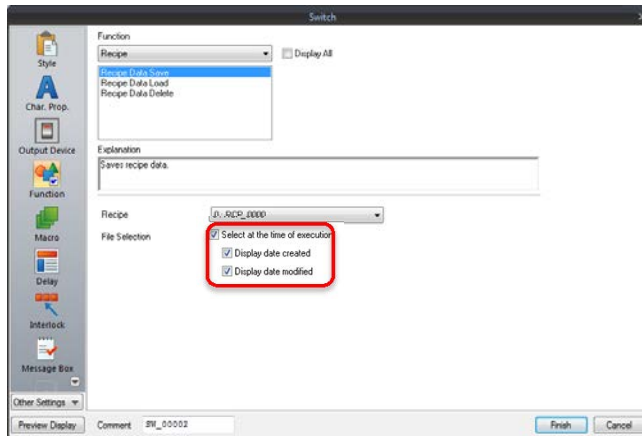 Switch
Style
Char. Prop.
Output Device
Function
Macro
Delay
Interlock
Message Box
Other Settings
Preview Display
Function
Recipe
Display All
Recipe Data Save
Recipe Data Load
Recipe Data Delete
Explanation
Saves recipe data.
Recipe
0. :RCP_0000
File Selection
Select at the time of execution
Display date created
Display date modified
Comment
SW_00002
Finish
Cancel